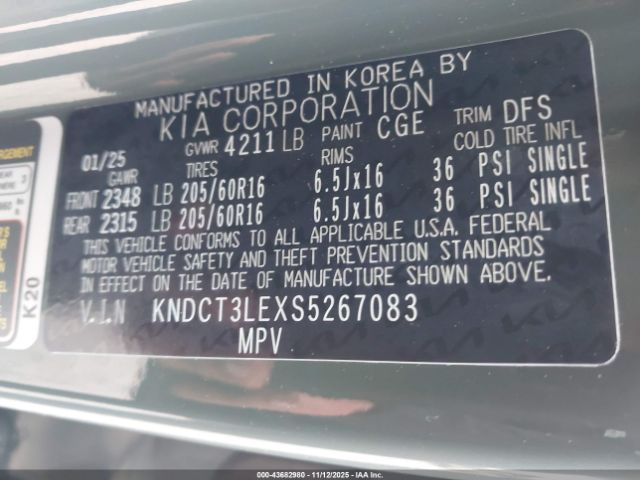 MANUFACTURED IN KOREA BY
KIA CORPORATION
01/25 GVWR 4211 LB PAINT CGE TRIM DFS
GAWR TIRES RIMS COLD TIRE INFL
FRONT 2348 LB 205/60R16 6.5Jx16 36 PSI SINGLE
REAR 2315 LB 205/60R16 6.5Jx16 36 PSI SINGLE
THIS VEHICLE CONFORMS TO ALL APPLICABLE U.S.A. FEDERAL
MOTOR VEHICLE SAFETY AND THEFT PREVENTION STANDARDS
IN EFFECT ON THE DATE OF MANUFACTURE SHOWN ABOVE.
V.I.N KNDCT3LEXS5267083
MPV
K20
000-43682980 - 11/12/2025 - IAAI, Inc.